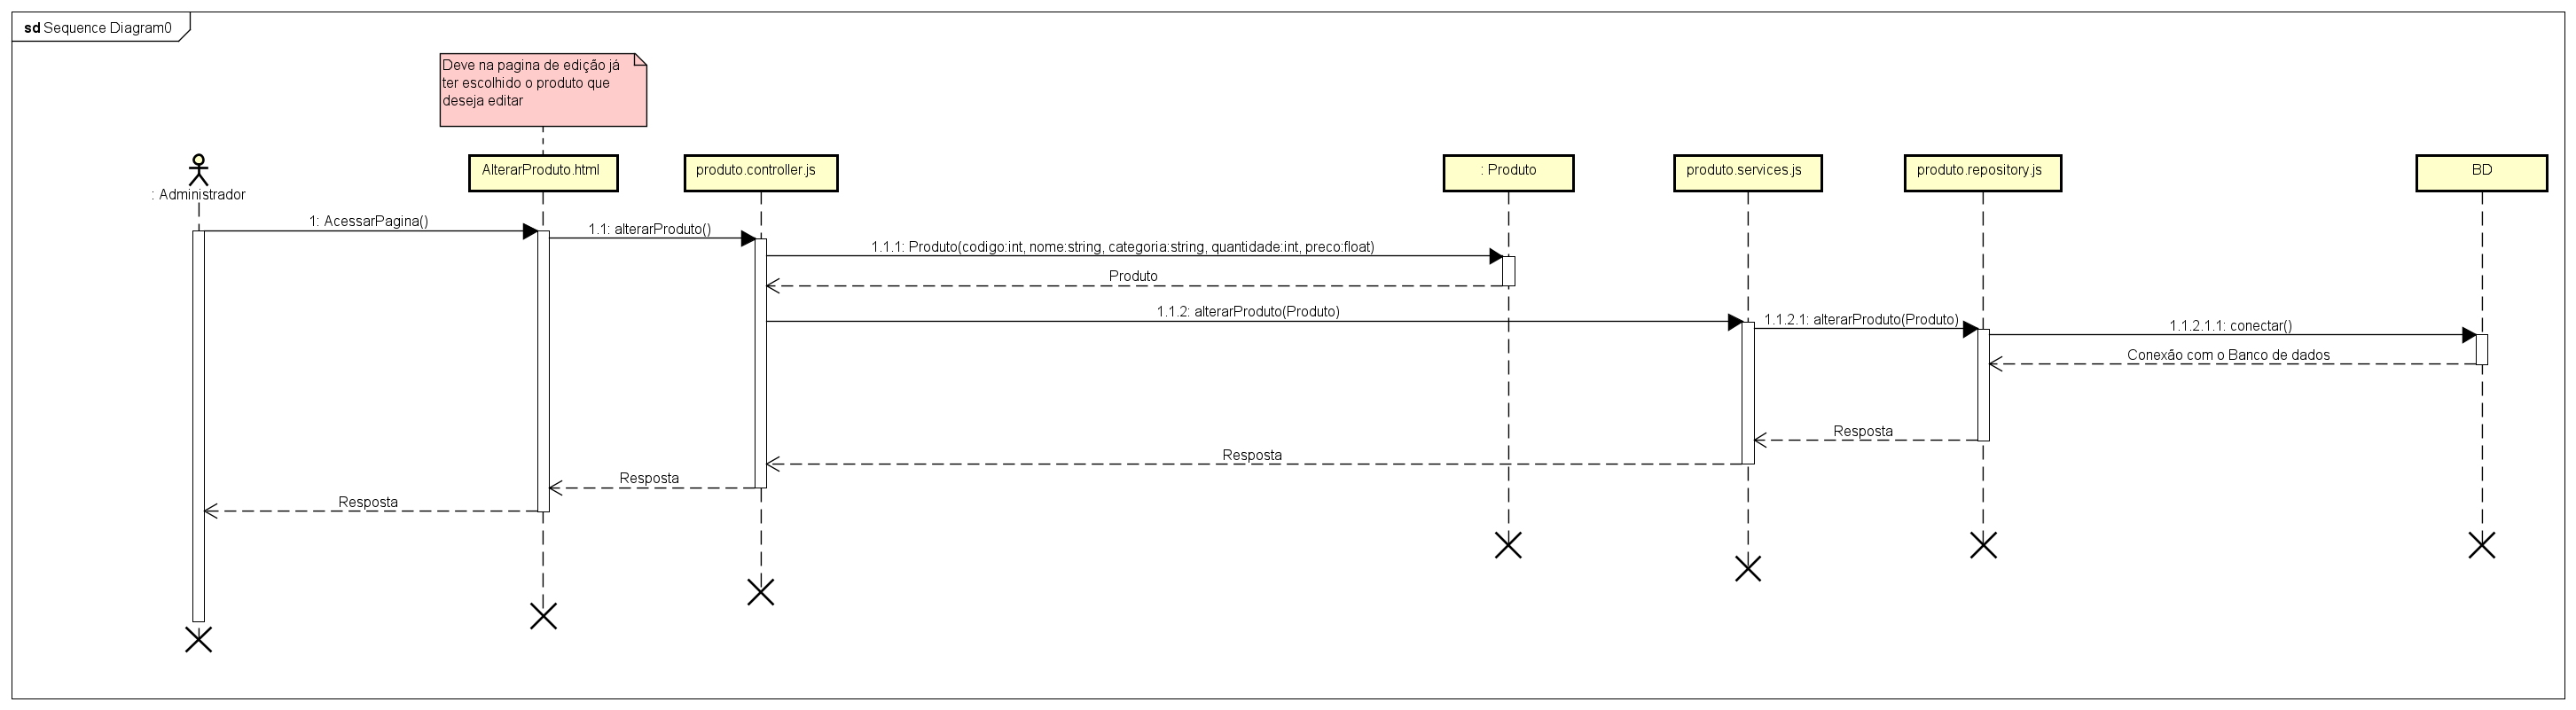 sd Sequence Diagram0
Deve na pagina de edição já
ter escolhido o produto que
deseja editar
: Administrador
AlterarProduto.html
produto.controller.js
: Produto
produto.services.js
produto.repository.js
BD
1: AcessarPagina()
1.1: alterarProduto()
1.1.1: Produto(codigo:int, nome:string, categoria:string, quantidade:int, preco:float)
Produto
1.1.2: alterarProduto(Produto)
1.1.2.1: alterarProduto(Produto)
1.1.2.1.1: conectar()
Conexão com o Banco de dados
Resposta
Resposta
Resposta
Resposta